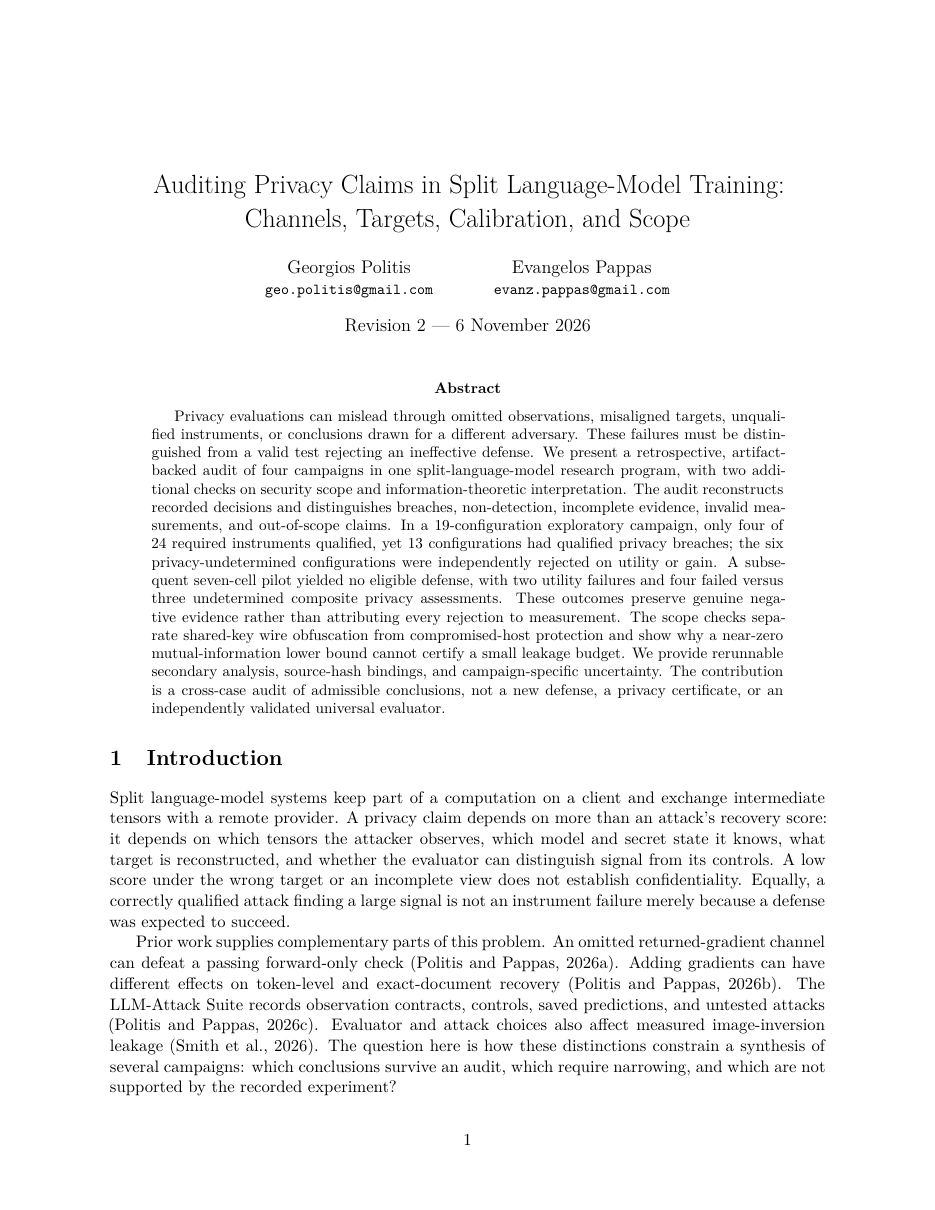 Auditing Privacy Claims in Split Language-Model Training:
Channels, Targets, Calibration, and Scope
Georgios Politis
geo.politis@gmail.com
Evangelos Pappas
evanz.pappas@gmail.com
Revision 2 — 6 November 2026
Abstract
Privacy evaluations can mislead through omitted observations, misaligned targets, unquali-
fied instruments, or conclusions drawn for a different adversary. These failures must be distin-
guished from a valid test rejecting an ineffective defense. We present a retrospective, artifact-
backed audit of four campaigns in one split-language-model research program, with two addi-
tional checks on security scope and information-theoretic interpretation. The audit reconstructs
recorded decisions and distinguishes breaches, non-detection, incomplete evidence, invalid mea-
surements, and out-of-scope claims. In a 19-configuration exploratory campaign, only four of
24 required instruments qualified, yet 13 configurations had qualified privacy breaches; the six
privacy-undetermined configurations were independently rejected on utility or gain. A subse-
quent seven-cell pilot yielded no eligible defense, with two utility failures and four failed versus
three undetermined composite privacy assessments. These outcomes preserve genuine nega-
tive evidence rather than attributing every rejection to measurement. The scope checks sepa-
rate shared-key wire obfuscation from compromised-host protection and show why a near-zero
mutual-information lower bound cannot certify a small leakage budget. We provide rerunnable
secondary analysis, source-hash bindings, and campaign-specific uncertainty. The contribution
is a cross-case audit of admissible conclusions, not a new defense, a privacy certificate, or an
independently validated universal evaluator.
1 Introduction
Split language-model systems keep part of a computation on a client and exchange intermediate
tensors with a remote provider. A privacy claim depends on more than an attack's recovery score:
it depends on which tensors the attacker observes, which model and secret state it knows, what
target is reconstructed, and whether the evaluator can distinguish signal from its controls. A low
score under the wrong target or an incomplete view does not establish confidentiality. Equally, a
correctly qualified attack finding a large signal is not an instrument failure merely because a defense
was expected to succeed.
Prior work supplies complementary parts of this problem. An omitted returned-gradient channel
can defeat a passing forward-only check (Politis and Pappas, 2026a). Adding gradients can have
different effects on token-level and exact-document recovery (Politis and Pappas, 2026b). The
LLM-Attack Suite records observation contracts, controls, saved predictions, and untested attacks
(Politis and Pappas, 2026c). Evaluator and attack choices also affect measured image-inversion
leakage (Smith et al., 2026). The question here is how these distinctions constrain a synthesis of
several campaigns: which conclusions survive an audit, which require narrowing, and which are not
supported by the recorded experiment?
1